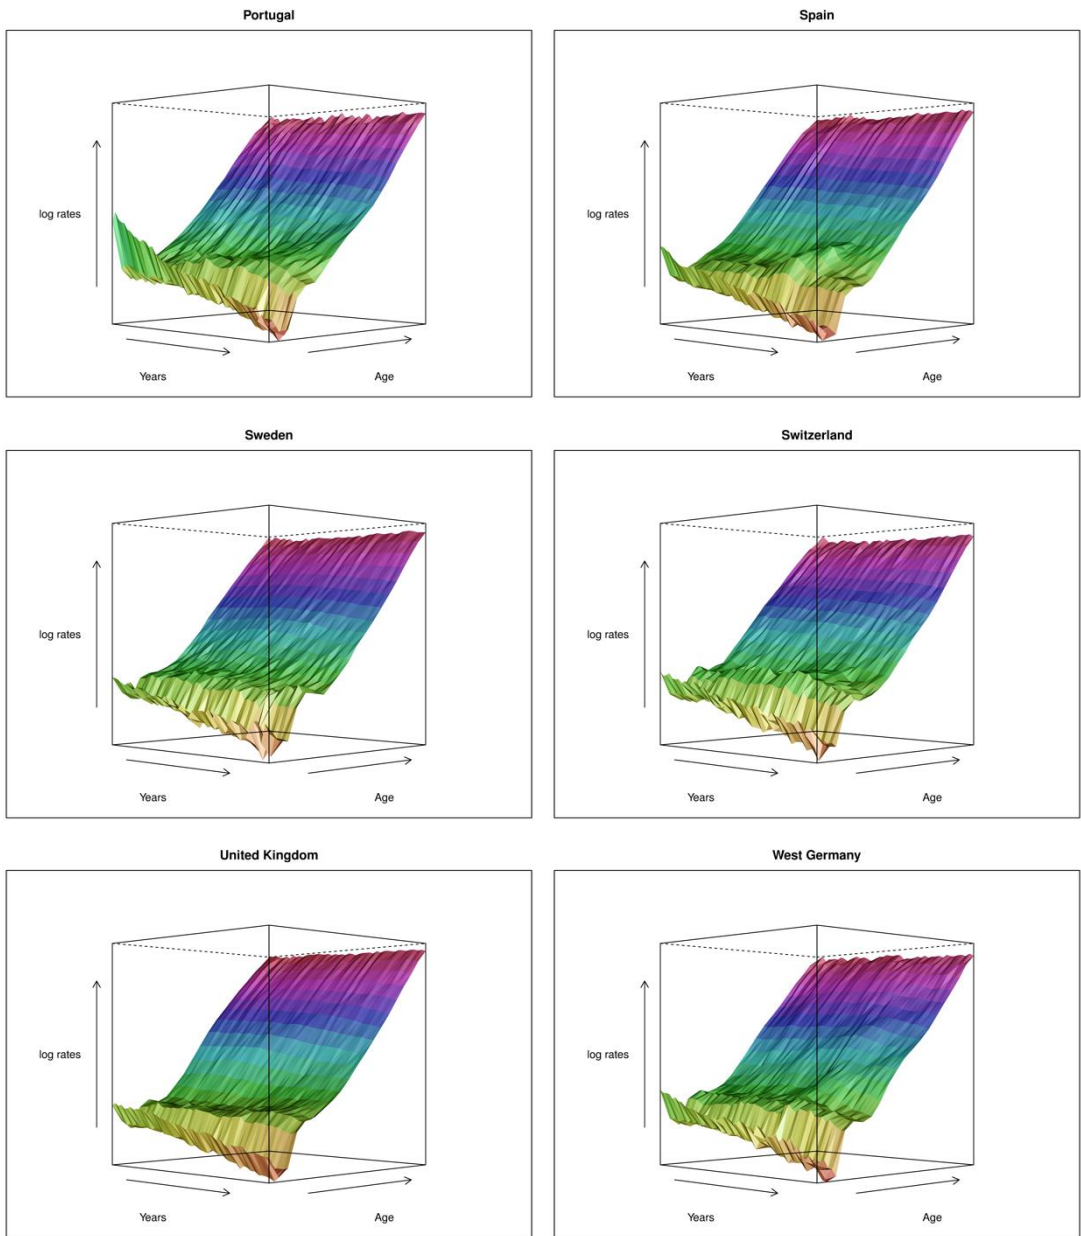 Portugal
Spain
log rates
log rates
Years
Age
Years
Age
Sweden
Switzerland
log rates
log rates
Years
Age
Years
Age
United Kingdom
West Germany
log rates
log rates
Years
Age
Years
Age